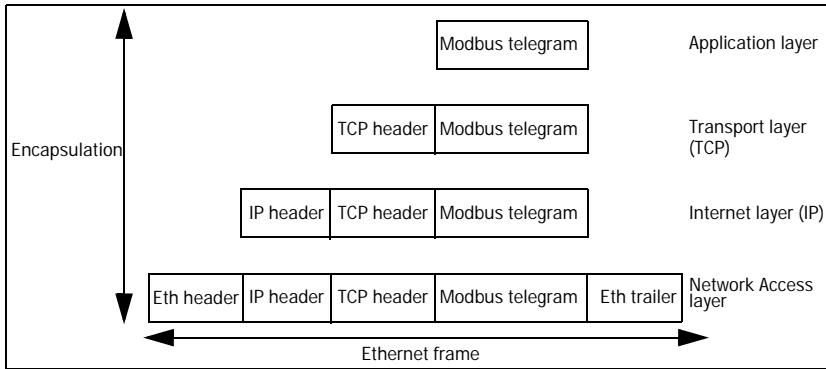 Modbus telegram Application layer
TCP header Modbus telegram Transport layer
(TCP)
Encapsulation
IP header TCP header Modbus telegram Internet layer (IP)
Eth header IP header TCP header Modbus telegram Eth trailer Network Access
layer
Ethernet frame